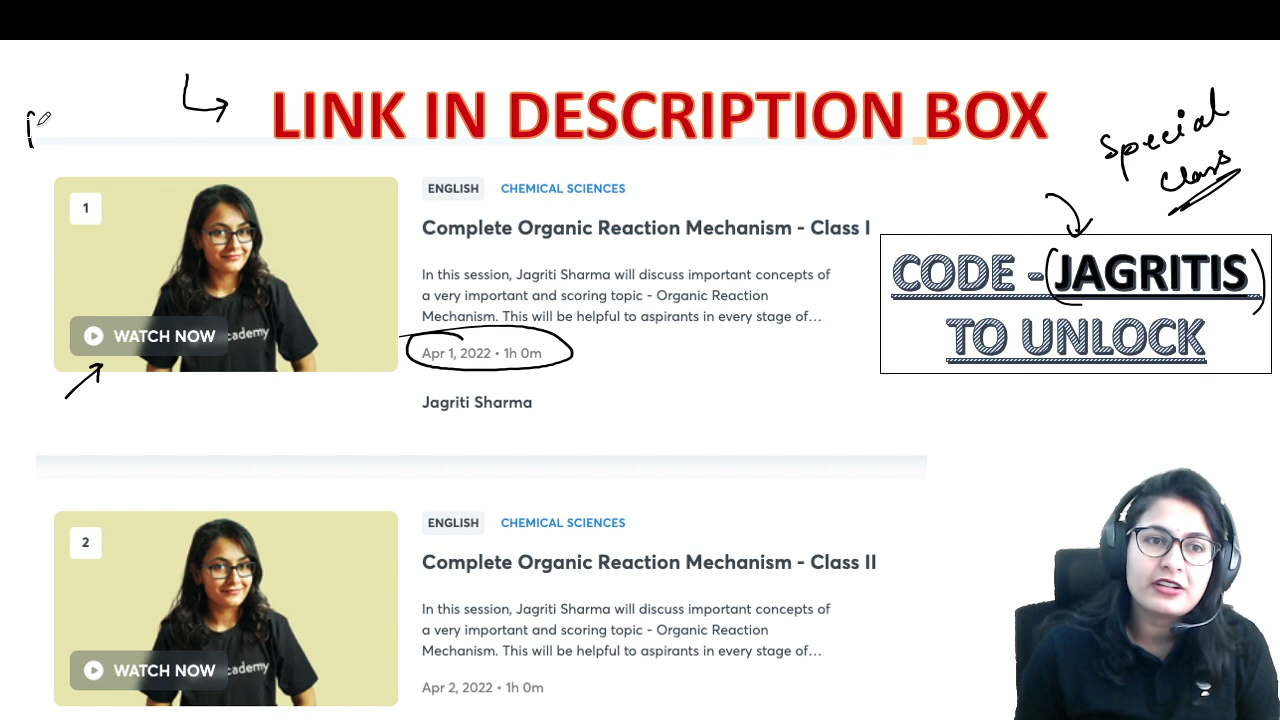 LINK IN DESCRIPTION BOX
Special
Class
1
ENGLISH CHEMICAL SCIENCES
Complete Organic Reaction Mechanism - Class I
In this session, Jagriti Sharma will discuss important concepts of
a very important and scoring topic - Organic Reaction
Mechanism. This will be helpful to aspirants in every stage of...
WATCH NOW
cademy
Apr 1, 2022 • 1h 0m
Jagriti Sharma
CODE - (JAGRITIS)
TO UNLOCK
2
ENGLISH CHEMICAL SCIENCES
Complete Organic Reaction Mechanism - Class II
In this session, Jagriti Sharma will discuss important concepts of
a very important and scoring topic - Organic Reaction
Mechanism. This will be helpful to aspirants in every stage of...
WATCH NOW
cademy
Apr 2, 2022 • 1h 0m